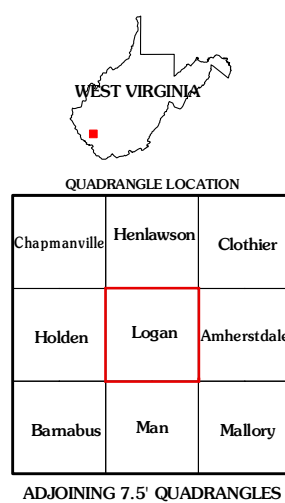 WEST VIRGINIA
QUADRANGLE LOCATION
Chapmanville Henlawson Clothier
Holden Logan Amherstdale
Barnabus Man Mallory
ADJOINING 7.5' QUADRANGLES